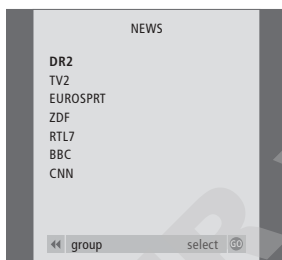 NEWS
DR2
TV2
EUROSPRT
ZDF
RTL7
BBC
CNN
group select GO